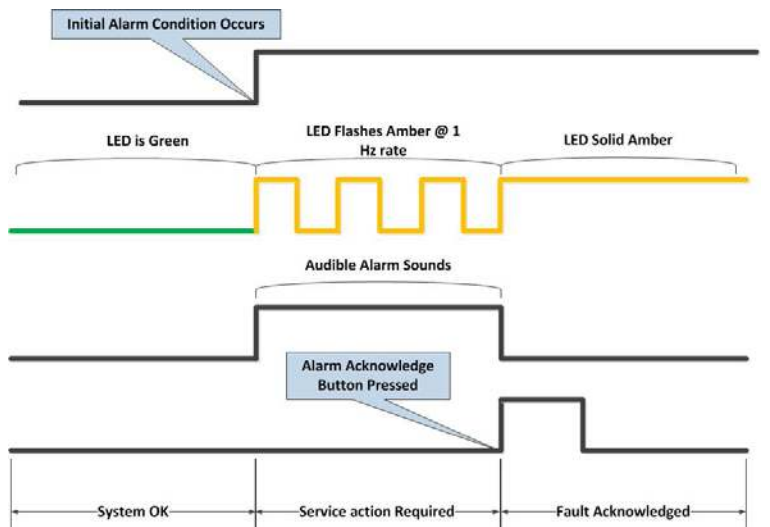 Initial Alarm Condition Occurs
LED is Green
LED Flashes Amber @ 1
Hz rate
LED Solid Amber
Audible Alarm Sounds
Alarm Acknowledge
Button Pressed
System OK
Service action Required
Fault Acknowledged